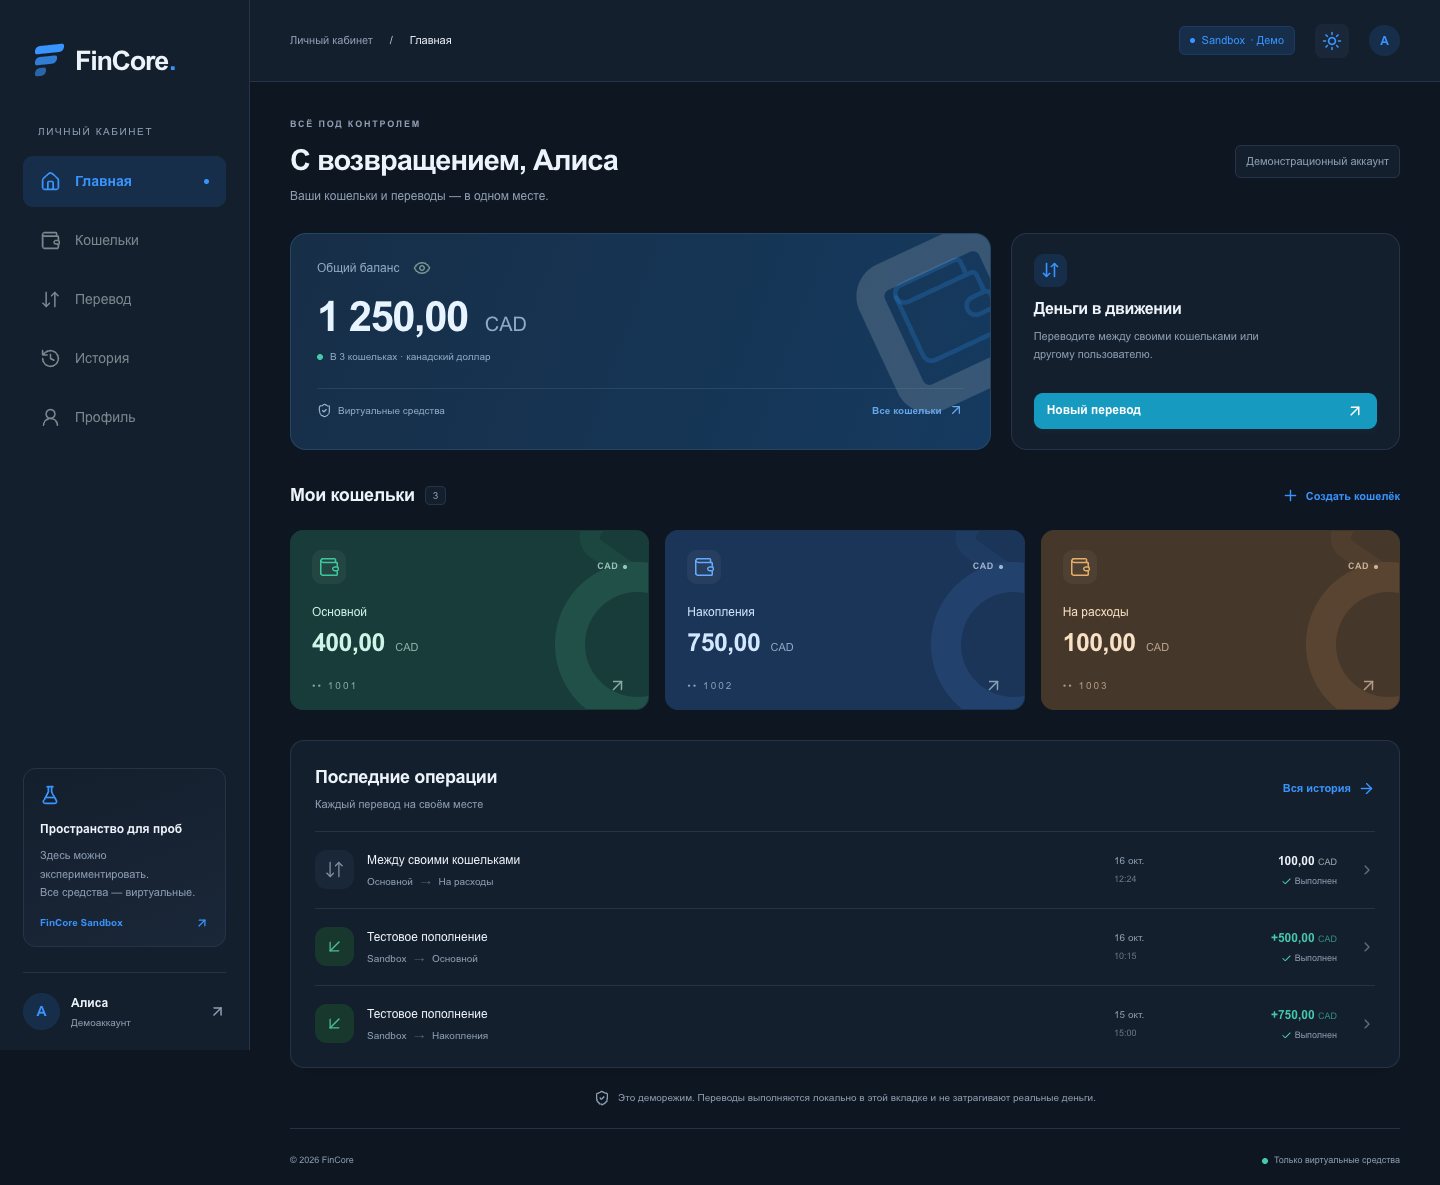 FinCore.
ЛИЧНЫЙ КАБИНЕТ
Главная
Кошельки
Перевод
История
Профиль
Пространство для проб
Здесь можно
экспериментировать.
Все средства — виртуальные.
FinCore Sandbox
А
Алиса
Демоаккаунт
Личный кабинет / Главная
Sandbox · Демо
А
ВСЁ ПОД КОНТРОЛЕМ
С возвращением, Алиса
Ваши кошельки и переводы — в одном месте.
Демонстрационный аккаунт
Общий баланс
1 250,00 CAD
В 3 кошельках · канадский доллар
Виртуальные средства
Все кошельки
Деньги в движении
Переводите между своими кошельками или
другому пользователю.
Новый перевод
Мои кошельки 3
Создать кошелёк
CAD
Основной
400,00 CAD
•• 1001
CAD
Накопления
750,00 CAD
•• 1002
CAD
На расходы
100,00 CAD
•• 1003
Последние операции
Каждый перевод на своём месте
Вся история
Между своими кошельками
Основной → На расходы
16 окт.
12:24
100,00 CAD
Выполнен
Тестовое пополнение
Sandbox → Основной
16 окт.
10:15
+500,00 CAD
Выполнен
Тестовое пополнение
Sandbox → Накопления
15 окт.
15:00
+750,00 CAD
Выполнен
Это деморежим. Переводы выполняются локально в этой вкладке и не затрагивают реальные деньги.
© 2026 FinCore
Только виртуальные средства